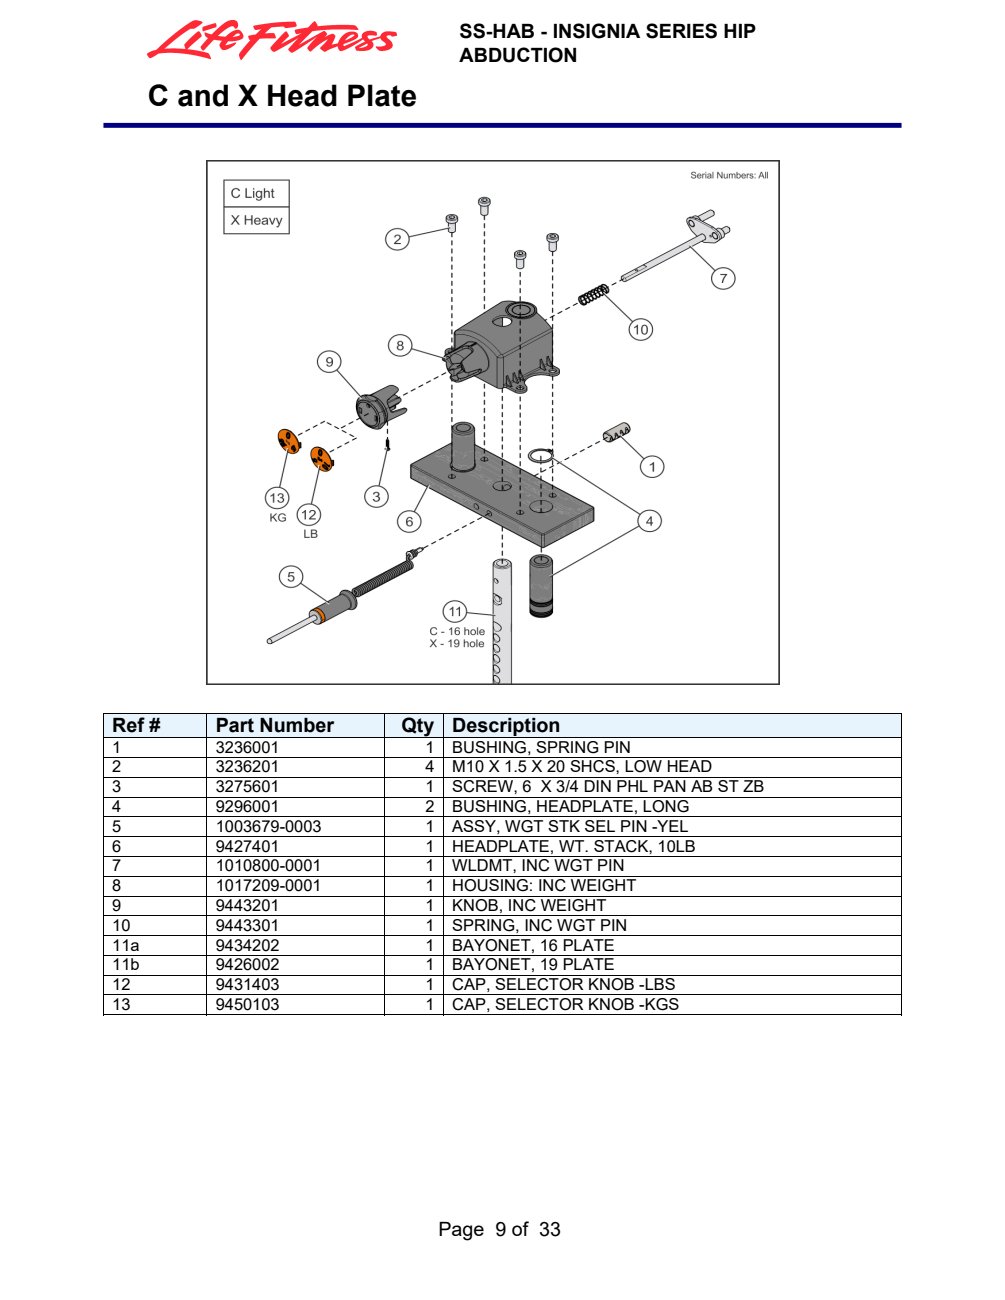 Life Fitness
SS-HAB - INSIGNIA SERIES HIP
ABDUCTION
C and X Head Plate
Serial Numbers: All
C Light
X Heavy
2
7
10
8
9
1
13
KG
12
LB
3
6
4
5
11
C - 16 hole
X - 19 hole
Ref # Part Number Qty Description
1 3236001 1 BUSHING, SPRING PIN
2 3236201 4 M10 X 1.5 X 20 SHCS, LOW HEAD
3 3275601 1 SCREW, 6  X 3/4 DIN PHL PAN AB ST ZB
4 9296001 2 BUSHING, HEADPLATE, LONG
5 1003679-0003 1 ASSY, WGT STK SEL PIN -YEL
6 9427401 1 HEADPLATE, WT. STACK, 10LB
7 1010800-0001 1 WLDMT, INC WGT PIN
8 1017209-0001 1 HOUSING: INC WEIGHT
9 9443201 1 KNOB, INC WEIGHT
10 9443301 1 SPRING, INC WGT PIN
11a 9434202 1 BAYONET, 16 PLATE
11b 9426002 1 BAYONET, 19 PLATE
12 9431403 1 CAP, SELECTOR KNOB -LBS
13 9450103 1 CAP, SELECTOR KNOB -KGS
Page  9 of  33